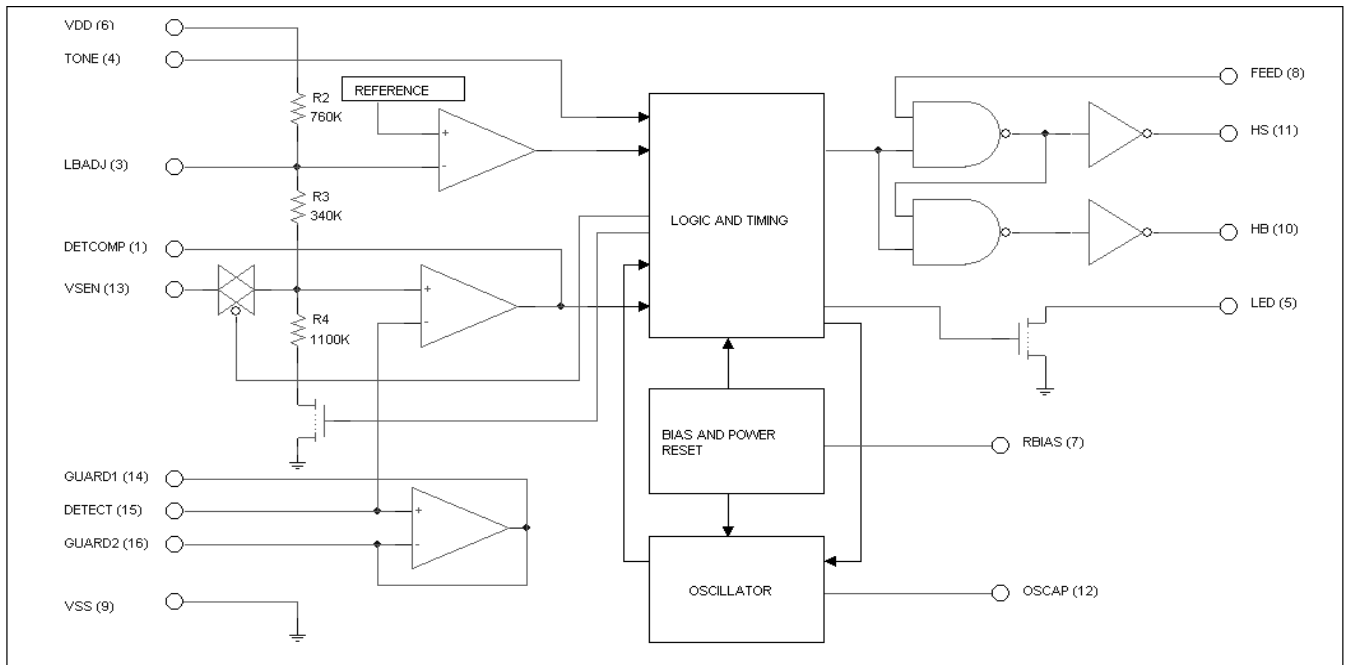 VDD (6)
TONE (4)
REFERENCE
R2
760K
LBADJ (3)
R3
340K
DETCOMP (1)
VSEN (13)
R4
1100K
GUARD1 (14)
DETECT (15)
GUARD2 (16)
VSS (9)
+
-
+
-
+
-
LOGIC AND TIMING
BIAS AND POWER
RESET
OSCILLATOR
FEED (8)
HS (11)
HB (10)
LED (5)
RBIAS (7)
OSCAP (12)